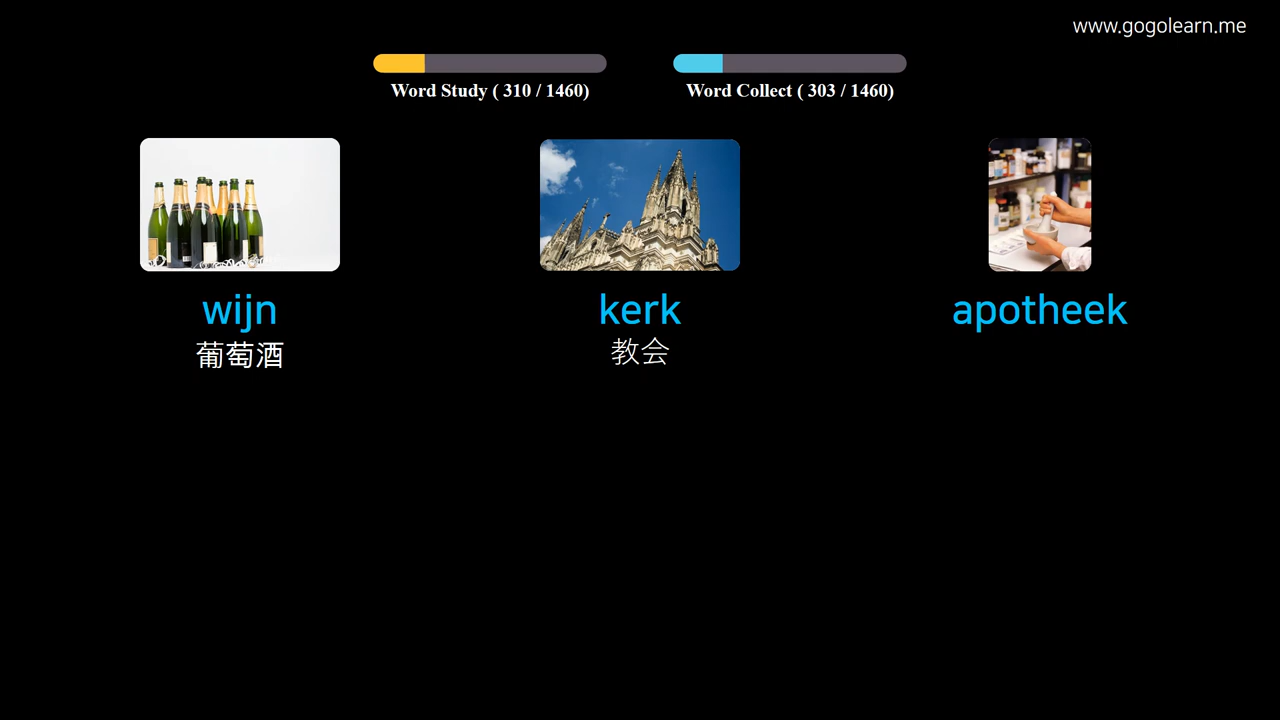 www.gogolearn.me
Word Study ( 310 / 1460)
Word Collect ( 303 / 1460)
wijn
kerk
apotheek
葡萄酒
教会